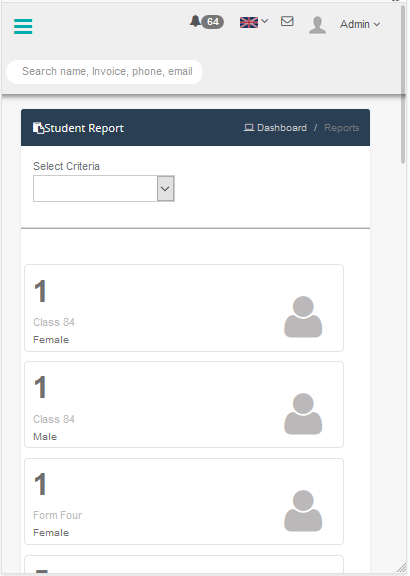 64
Admin
Search name, Invoice, phone, email
Student Report
Dashboard / Reports
Select Criteria
1
Class 84
Female
1
Class 84
Male
1
Form Four
Female